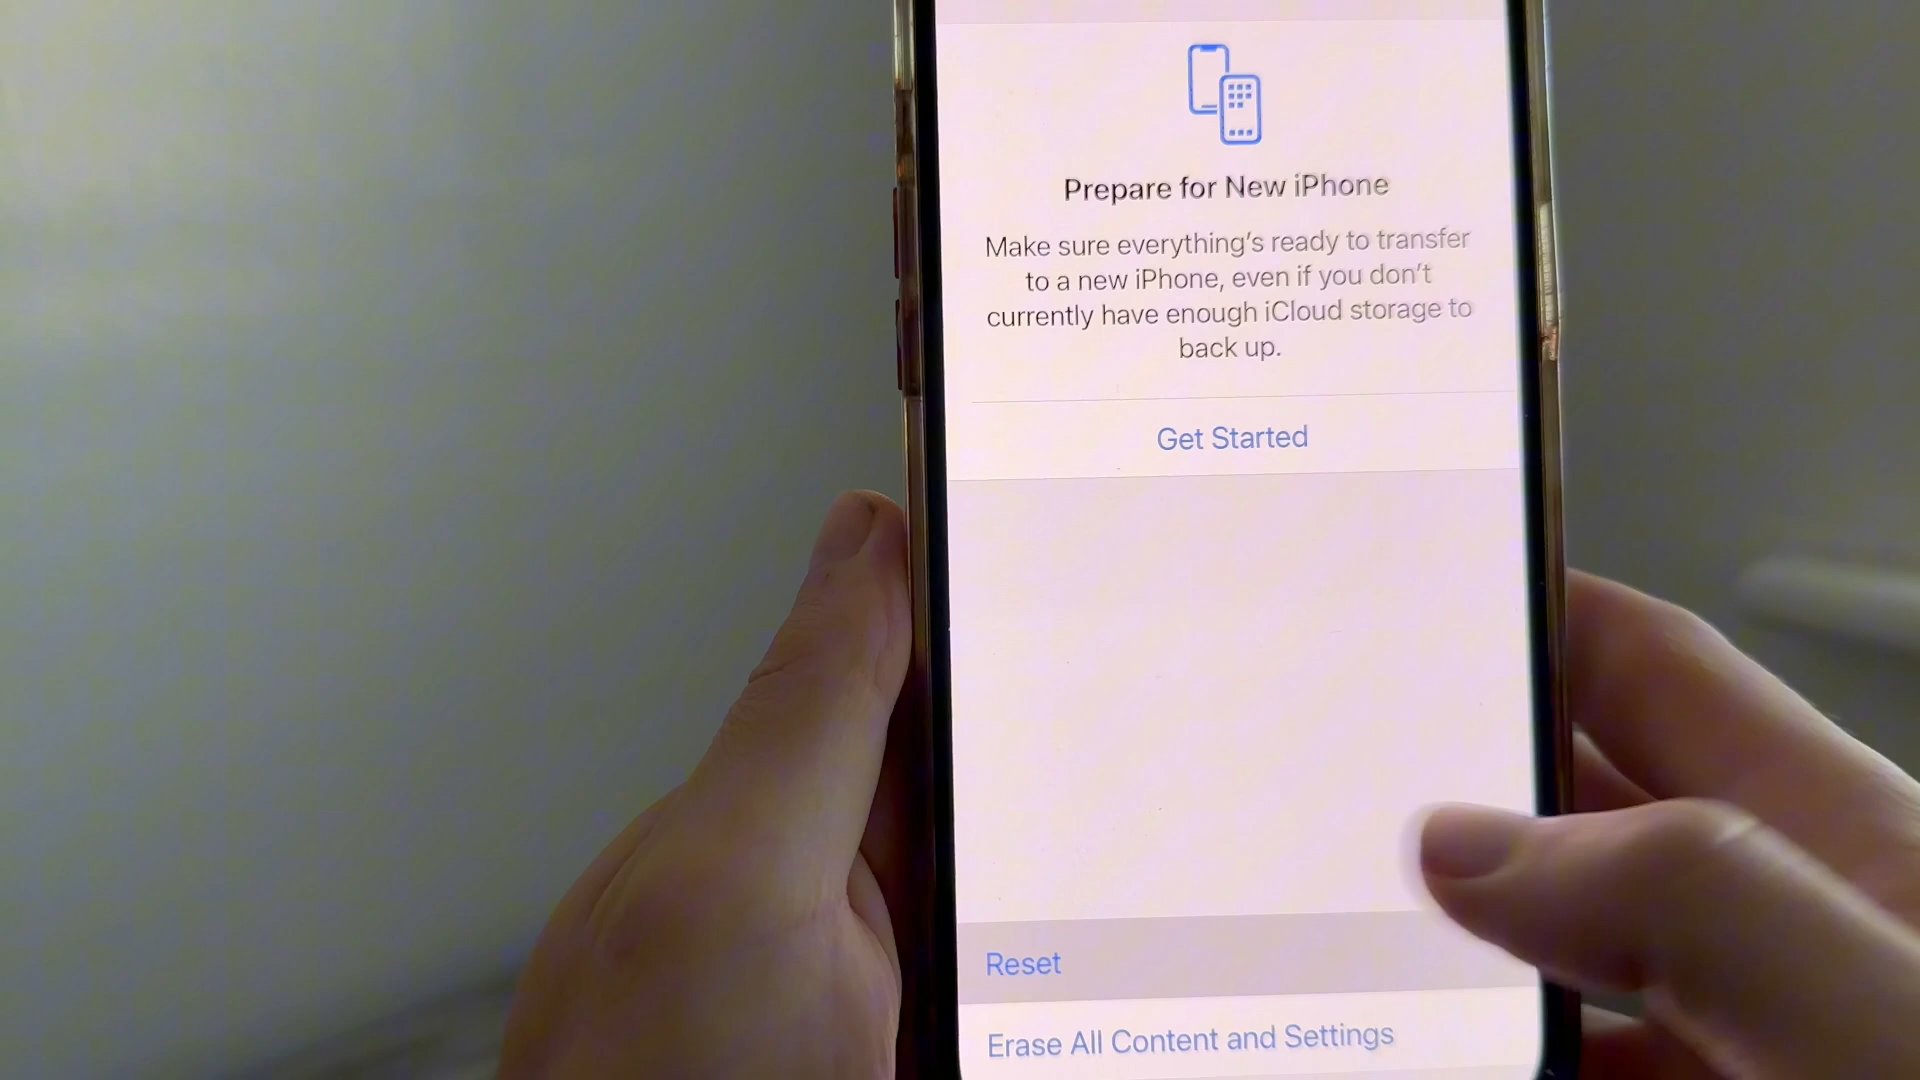 Prepare for New iPhone
Make sure everything's ready to transfer
to a new iPhone, even if you don't
currently have enough iCloud storage to
back up.
Get Started
Reset
Erase All Content and Settings